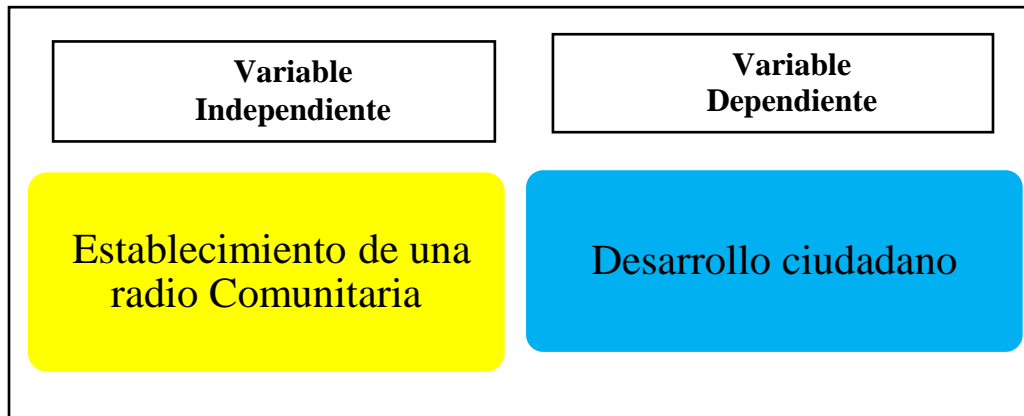 Variable
Independiente
Variable
Dependiente
Establecimiento de una
radio Comunitaria
Desarrollo ciudadano